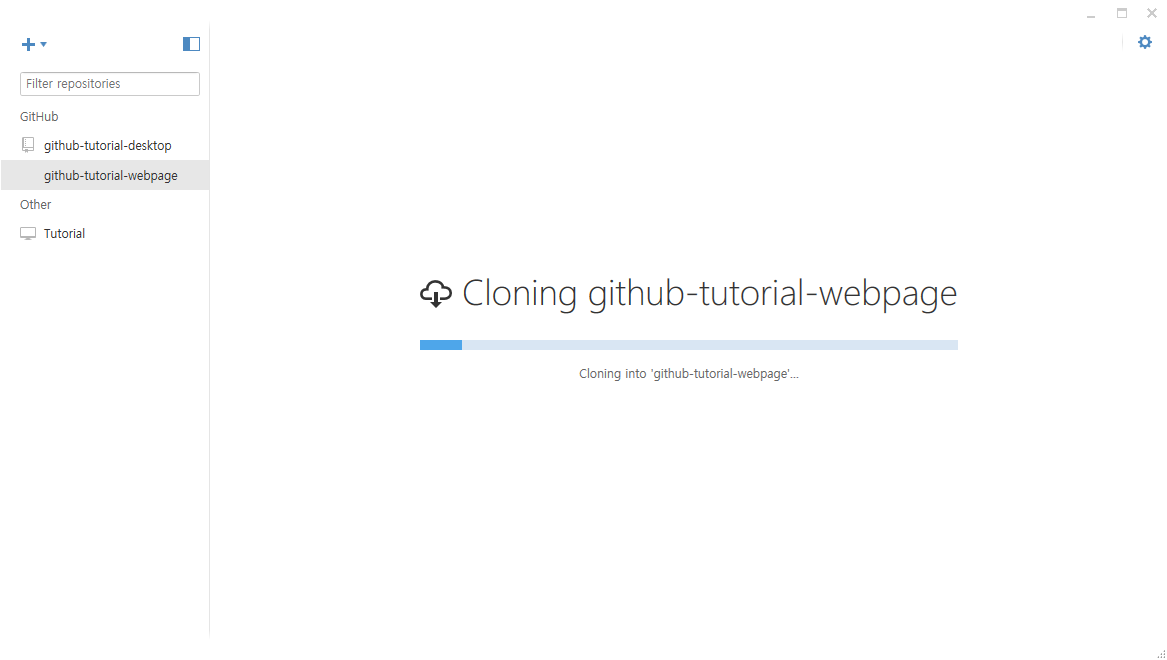 Filter repositories
GitHub
github-tutorial-desktop
github-tutorial-webpage
Other
Tutorial
Cloning github-tutorial-webpage
Cloning into 'github-tutorial-webpage'...